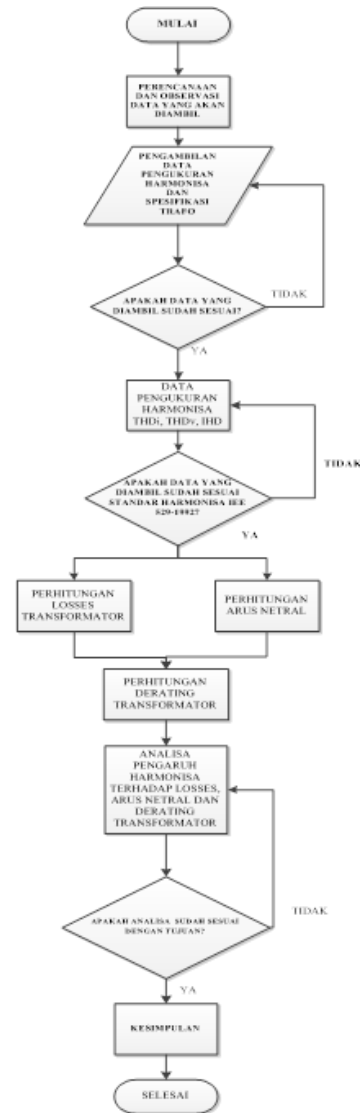 MULAI
PERENCANAAN
DAN OBSERVASI
DATA YANG AKAN
DIAMBIL
PENGAMBILAN
DATA
PENGUKURAN
HARMONISA
DAN
SPESIFIKASI
TRAFO
TIDAK
APAKAH DATA YANG
DIAMBIL SUDAH SESUAI?
YA
DATA
PENGUKURAN
HARMONISA
THDi, THDv, IHD
TIDAK
APAKAH DATA YANG
DIAMBIL SUDAH SESUAI
STANDAR HARMONISA IEE
529-1992?
YA
PERHITUNGAN
LOSSES
TRANSFORMATOR
PERHITUNGAN
ARUS NETRAL
PERHITUNGAN
DERATING
TRANSFORMATOR
ANALISA
PENGARUH
HARMONISA
TERHADAP LOSSES,
ARUS NETRAL DAN
DERATING
TRANSFORMATOR
TIDAK
APAKAH ANALISA SUDAH SESUAI
DENGAN TUJUAN?
YA
KESIMPULAN
SELESAI